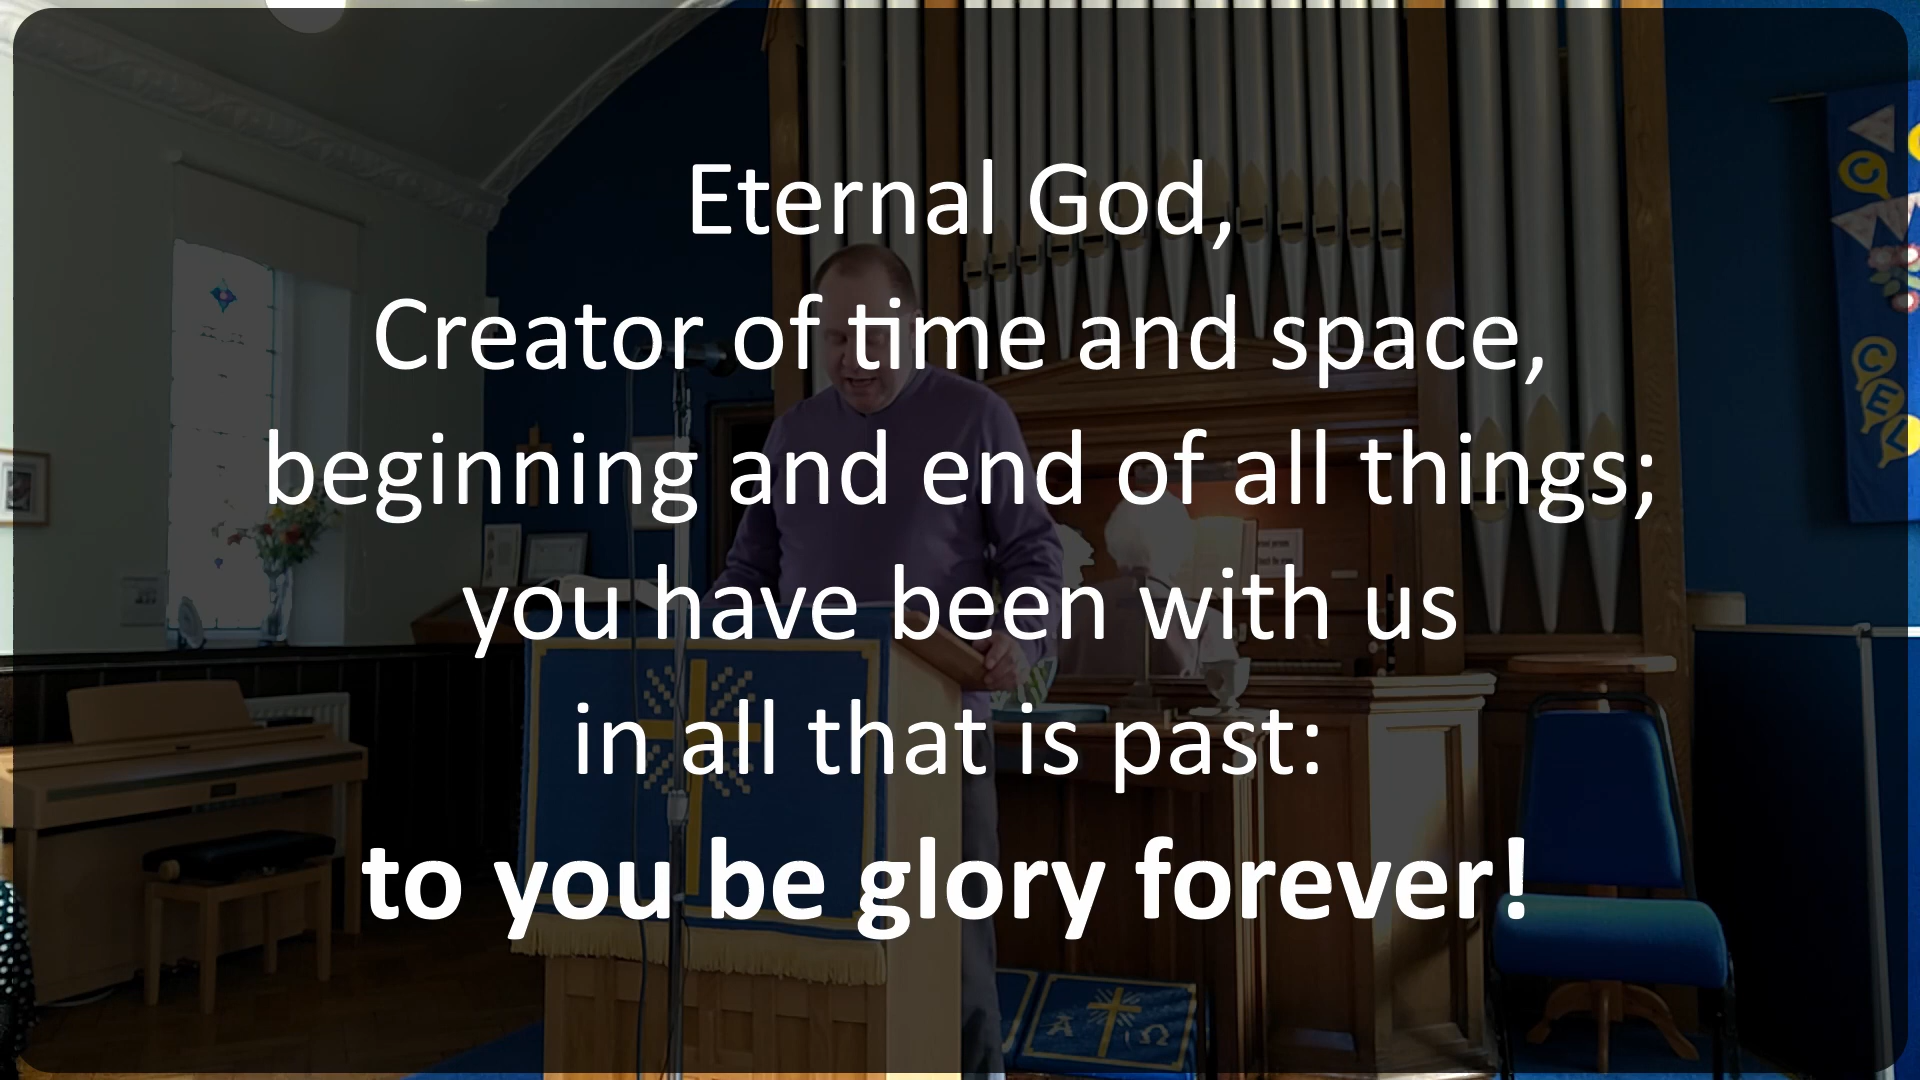 Eternal God,
Creator of time and space,
beginning and end of all things;
you have been with us
in all that is past:
to you be glory forever!
C
C
E
L
Α Ω